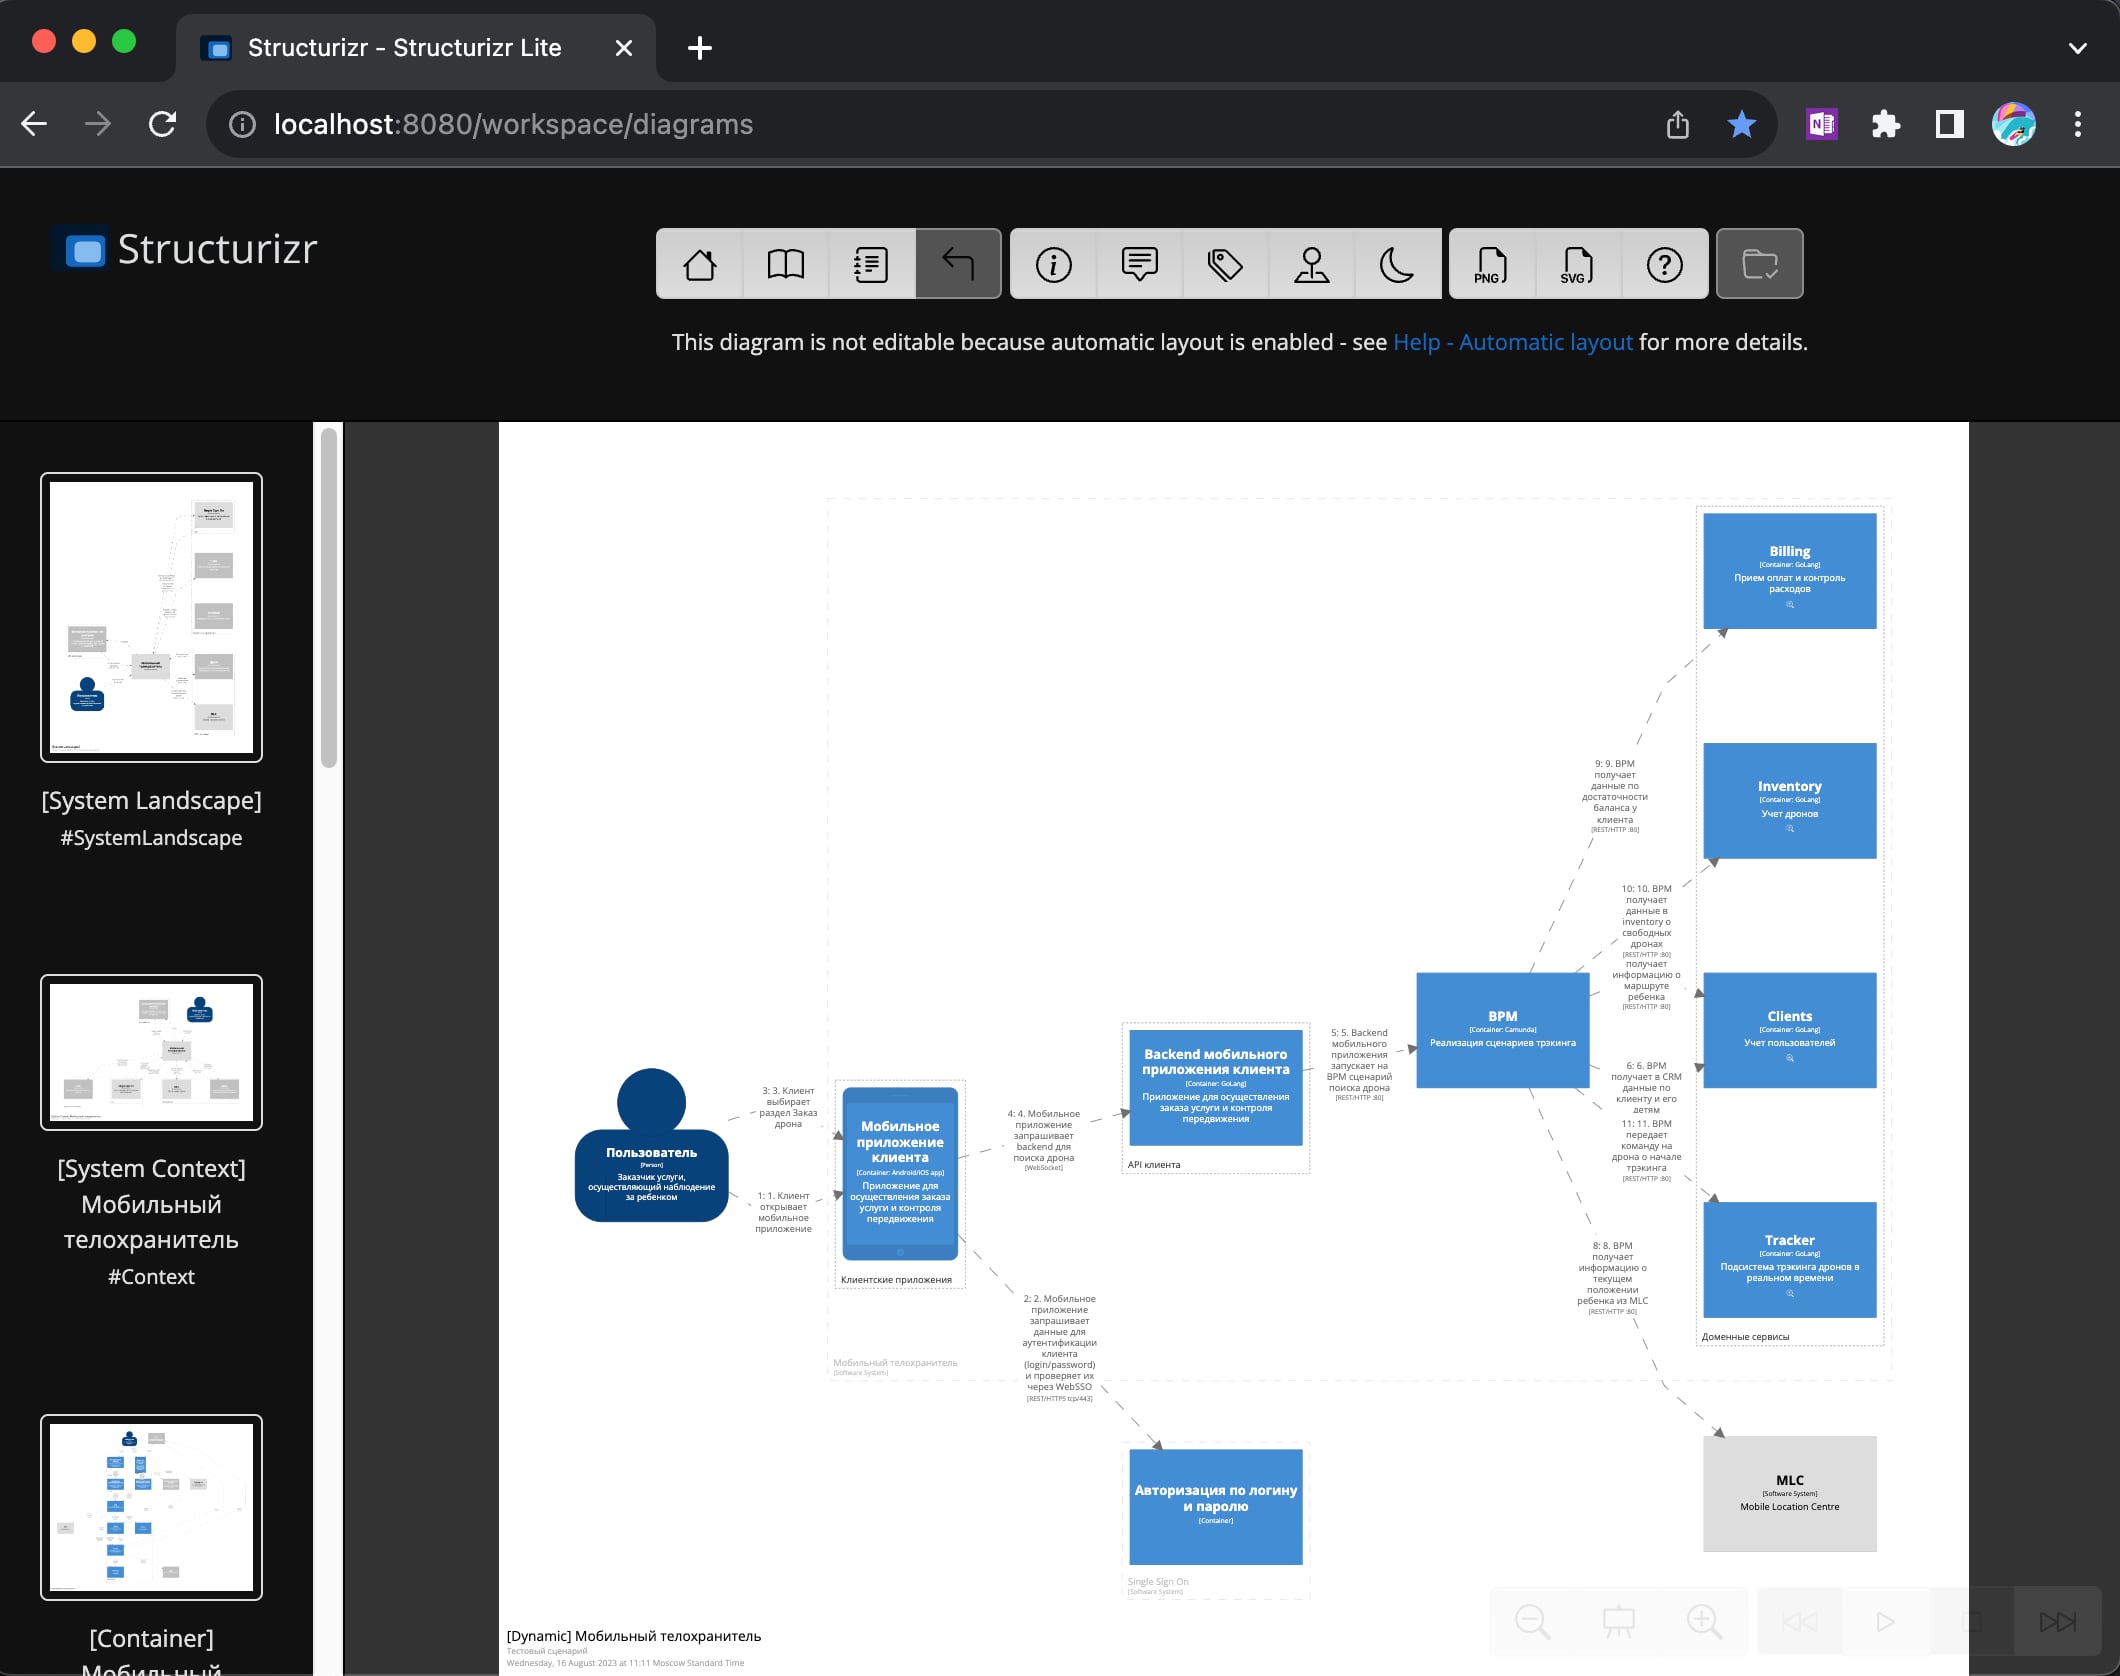 Structurizr - Structurizr Lite
localhost:8080/workspace/diagrams
Structurizr
PNG
SVG
This diagram is not editable because automatic layout is enabled - see Help - Automatic layout for more details.
[System Landscape]
#SystemLandscape
[System Context]
Мобильный
телохранитель
#Context
[Container]
Мобильный
Billing
[Container: GoLang]
Прием оплат и контроль
расходов
9: 9. BPM
получает
данные по
достаточности
баланса у
клиента
[REST/HTTP :80]
Inventory
[Container: GoLang]
Учет дронов
10: 10. BPM
получает
данные в
inventory о
свободных
дронах
[REST/HTTP :80]
получает
информацию о
маршруте
ребенка
[REST/HTTP :80]
BPM
[Container: Camunda]
Реализация сценариев трэкинга
Clients
[Container: GoLang]
Учет пользователей
5: 5. Backend
мобильного
приложения
запускает на
BPM сценарий
поиска дрона
[REST/HTTP :80]
Backend мобильного
приложения клиента
[Container: GoLang]
Приложение для осуществления
заказа услуги и контроля
передвижения
API клиента
6: 6. BPM
получает в CRM
данные по
клиенту и его
детям
11: 11. BPM
передает
команду на
дрона о начале
трэкинга
[REST/HTTP :80]
3: 3. Клиент
выбирает
раздел Заказ
дрона
4: 4. Мобильное
приложение
запрашивает
backend для
поиска дрона
[WebSocket]
Мобильное
приложение
клиента
[Container: Android/iOS app]
Приложение для
осуществления заказа
услуги и контроля
передвижения
Клиентские приложения
Пользователь
[Person]
Заказчик услуги,
осуществляющий наблюдение
за ребенком
1: 1. Клиент
открывает
мобильное
приложение
Tracker
[Container: GoLang]
Подсистема трэкинга дронов в
реальном времени
Доменные сервисы
8: 8. BPM
получает
информацию о
текущем
положении
ребенка из MLC
[REST/HTTP :80]
2: 2. Мобильное
приложение
запрашивает
данные для
аутентификации
клиента
(login/password)
и проверяет их
через WebSSO
[REST/HTTPS tcp/443]
Мобильный телохранитель
[Software System]
Авторизация по логину
и паролю
[Container]
Single Sign On
[Software System]
MLC
[Software System]
Mobile Location Centre
[Dynamic] Мобильный телохранитель
Тестовый сценарий
Wednesday, 16 August 2023 at 11:11 Moscow Standard Time